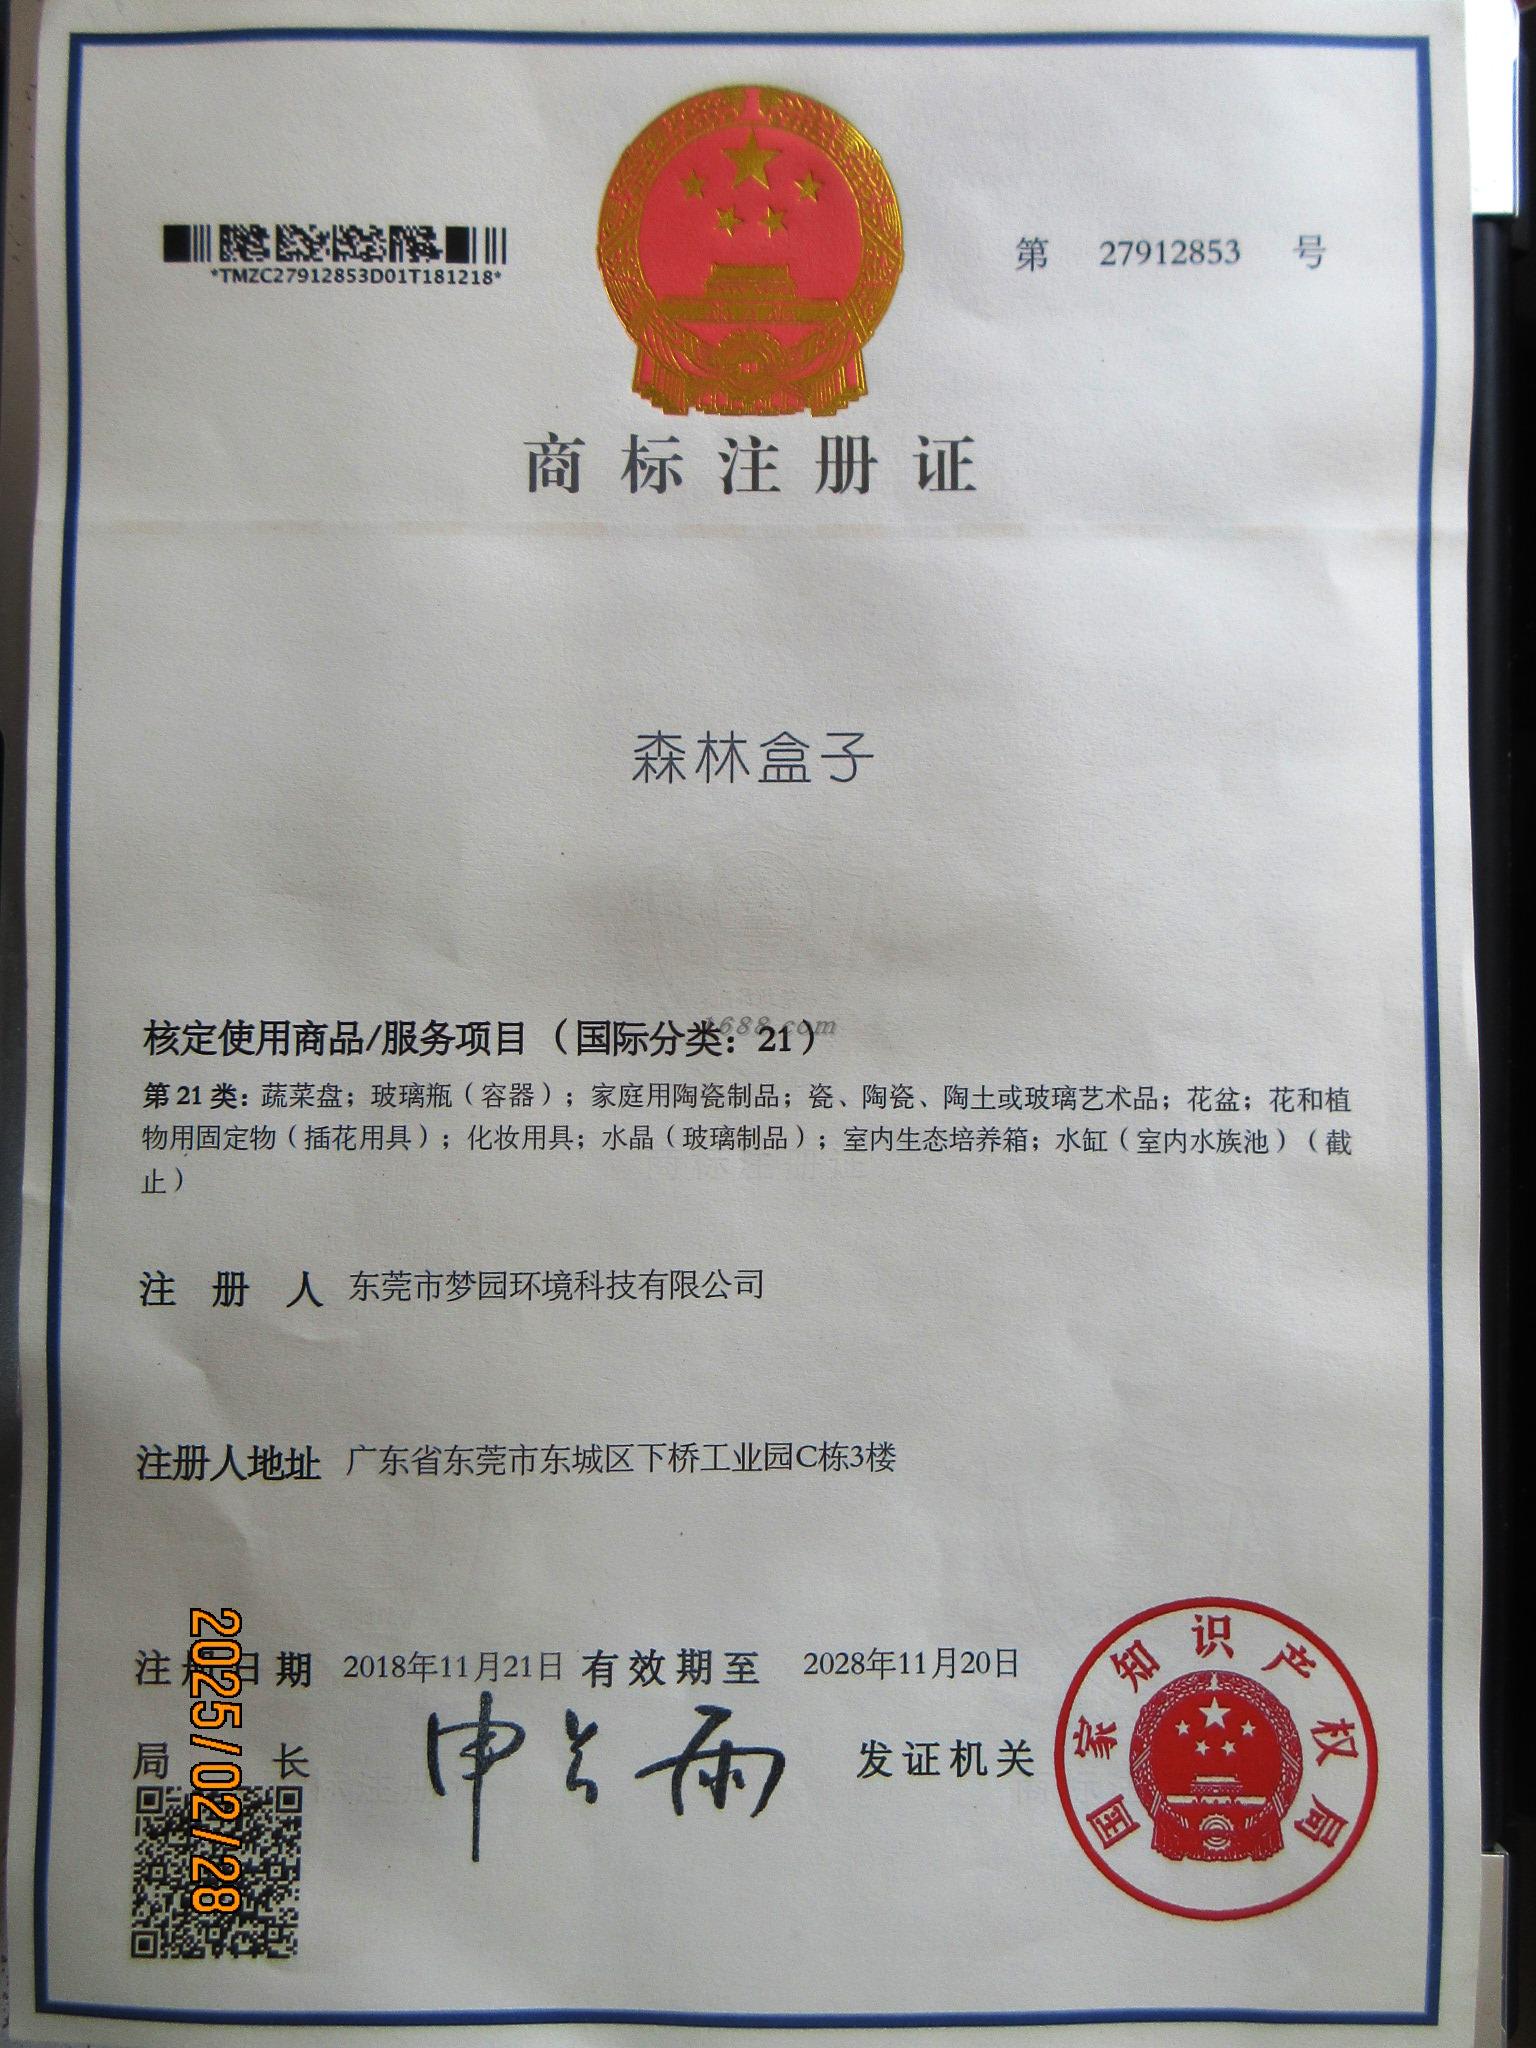 *TMZC27912853D01T181218*
第 27912853 号
商标注册证
森林盒子
1688.com
核定使用商品/服务项目（国际分类：21）
第21类：蔬菜盘；玻璃瓶（容器）；家庭用陶瓷制品；瓷、陶瓷、陶土或玻璃艺术品；花盆；花和植
物用固定物（插花用具）；化妆用具；水晶（玻璃制品）；室内生态培养箱；水缸（室内水族池）（截
止）
注册人 东莞市梦园环境科技有限公司
注册人地址 广东省东莞市东城区下桥工业园C栋3楼
注册日期 2018年11月21日 有效期至 2028年11月20日
局长 申长雨 发证机关
国家知识产权局
2025/02/28